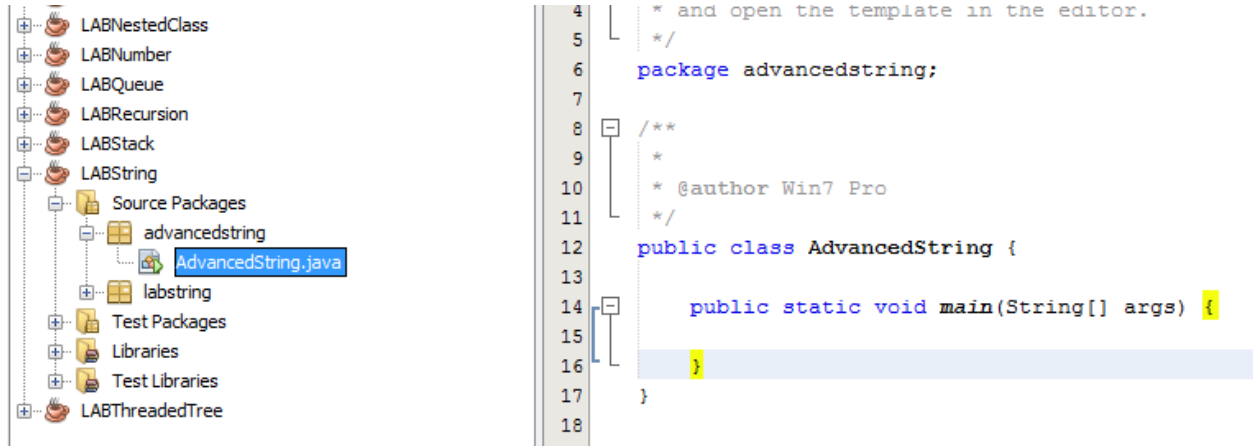 LABNestedClass
LABNumber
LABQueue
LABRecursion
LABStack
LABString
Source Packages
advancedstring
AdvancedString.java
labstring
Test Packages
Libraries
Test Libraries
LABThreadedTree
4 * and open the template in the editor.
5 */
6 package advancedstring;
7
8 /**
9 *
10 * @author Win7 Pro
11 */
12 public class AdvancedString {
13
14 public static void main(String[] args) {
15
16 }
17 }
18